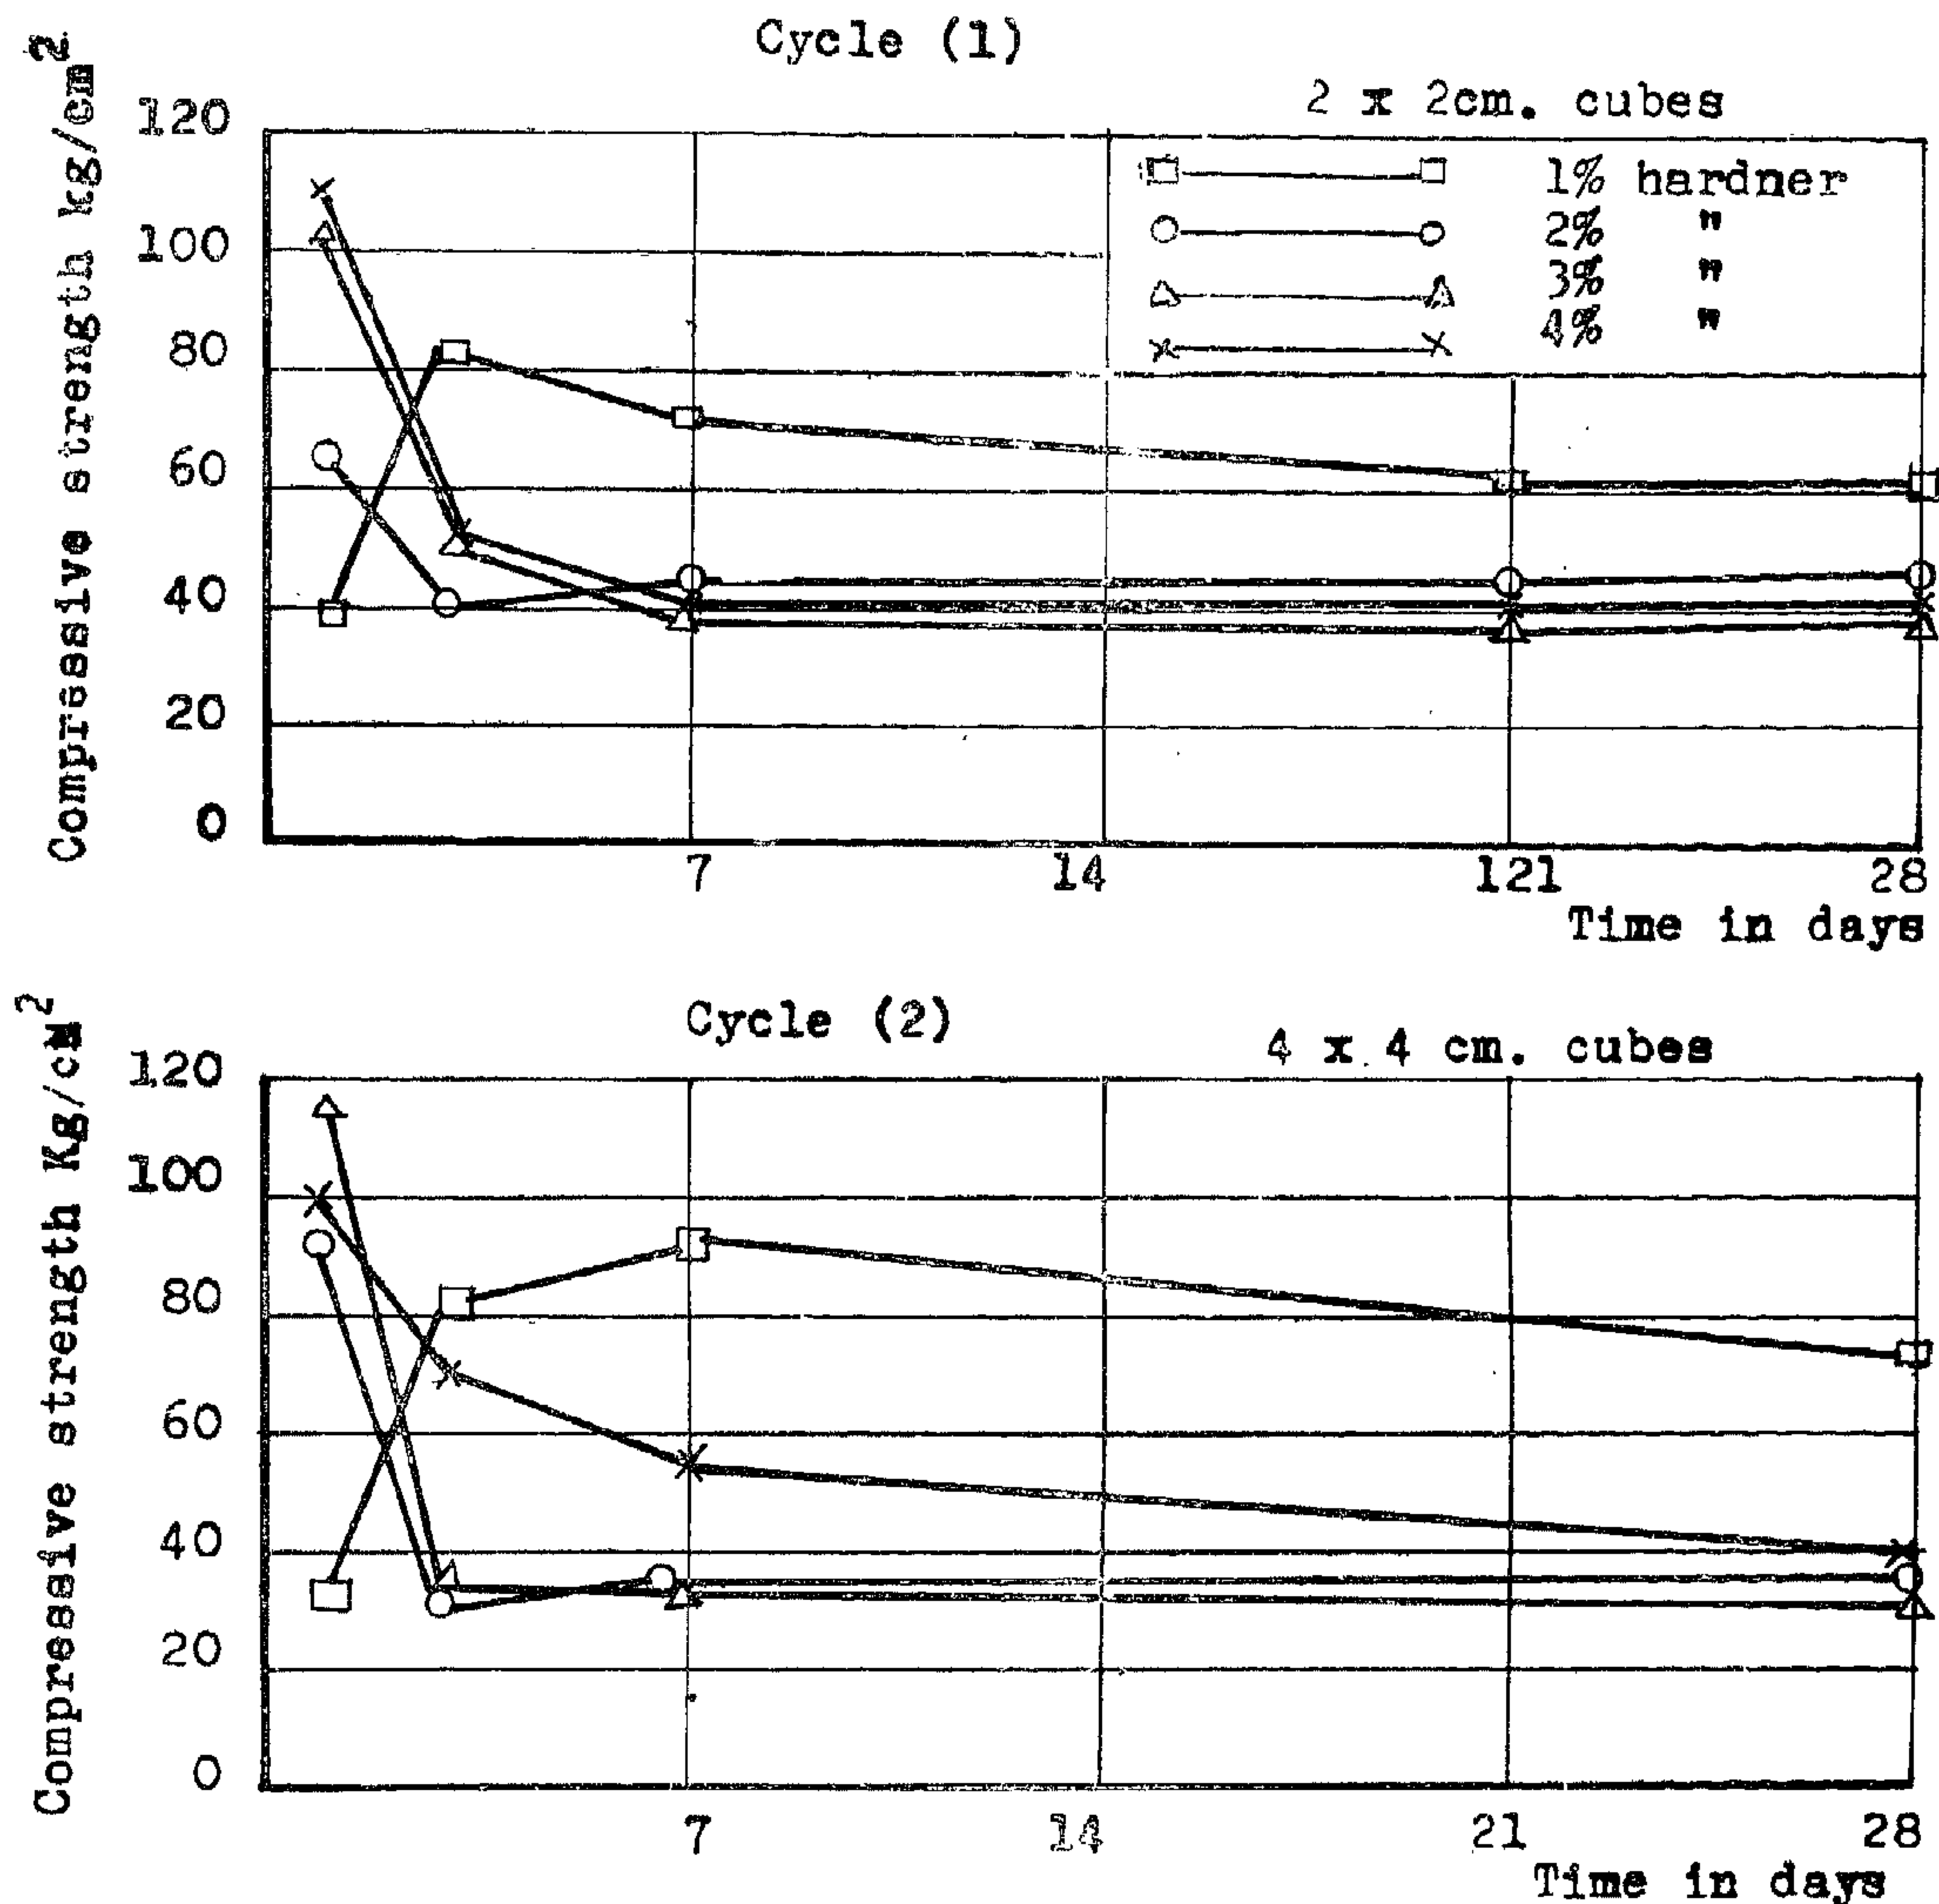 Cycle (1)
2 x 2cm. cubes
Compressive strength kg/cm²
120
100
80
60
40
20
0
1% hardner
2% "
3% "
4% "
7 14 121 28
Time in days
Cycle (2)
4 x 4 cm. cubes
Compressive strength Kg/cm²
120
100
80
60
40
20
0
7 14 21 28
Time in days